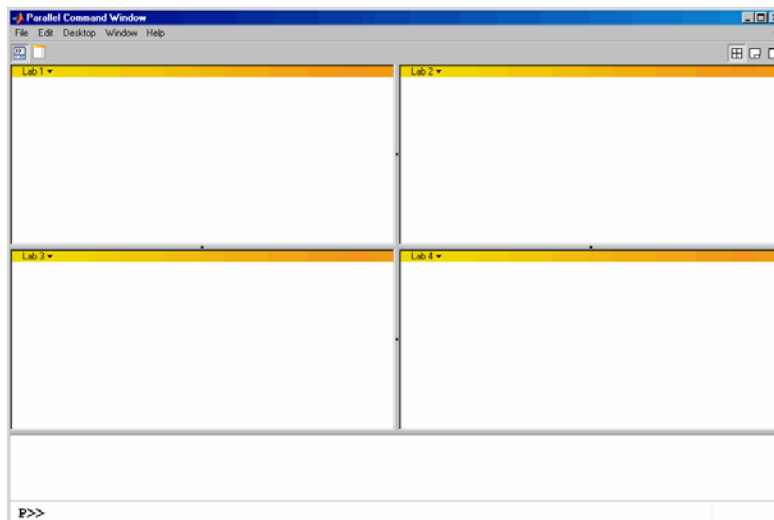 Parallel Command Window
File Edit Desktop Window Help
Lab 1 Lab 2
Lab 3 Lab 4
P>>